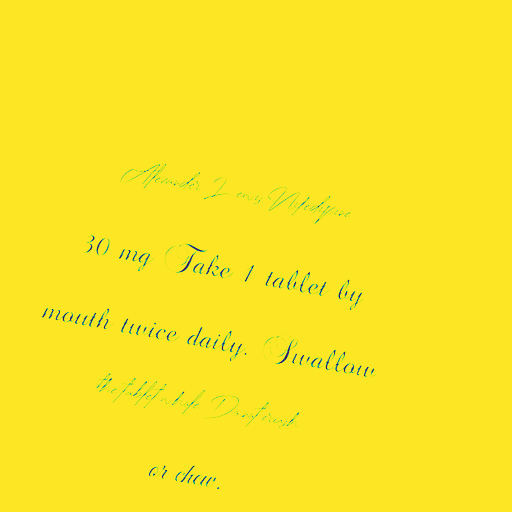 Alexander Lewis Nifedipine
30 mg Take 1 tablet by
mouth twice daily. Swallow
the tablet whole Do not crush
or chew.